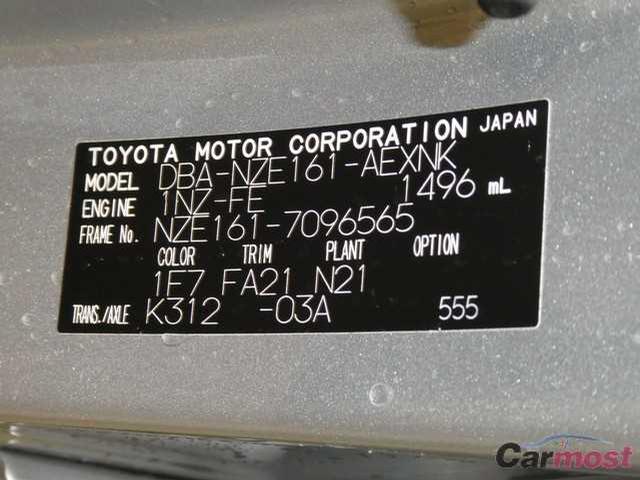 TOYOTA MOTOR CORPORATION JAPAN
MODEL DBA-NZE161-AEXNK
ENGINE 1NZ-FE 1496 mL
FRAME No. NZE161-7096565
COLOR TRIM PLANT OPTION
1E7 FA21 N21
TRANS./AXLE K312 -03A 555
Carmost